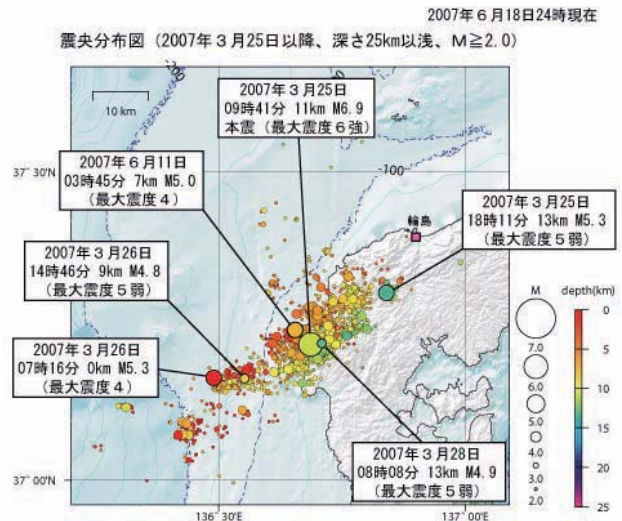 2007年6月18日24時現在
震央分布図（2007年3月25日以降、深さ25km以浅、M≧2.0）
-200
10 km
2007年3月25日
09時41分 11km M6.9
本震（最大震度6強）
37° 30'
-100
2007年6月11日
03時45分 7km M5.0
（最大震度4）
輪島
2007年3月25日
18時11分 13km M5.3
（最大震度5弱）
2007年3月26日
14時46分 9km M4.8
（最大震度5弱）
2007年3月26日
07時16分 0km M5.3
（最大震度4）
2007年3月28日
08時08分 13km M4.9
（最大震度5弱）
37° 00'
136° 30'E
137° 00'E
M
7.0
6.0
5.0
4.0
3.0
2.0
depth(km)
0
5
10
15
20
25